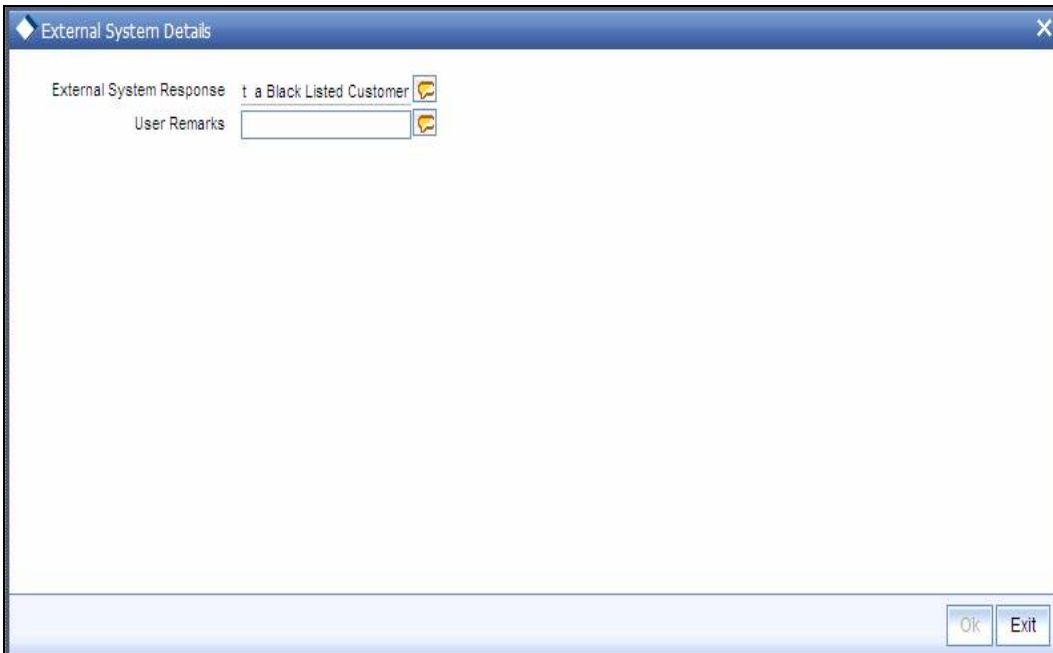 External System Details
External System Response t a Black Listed Customer
User Remarks
Ok Exit